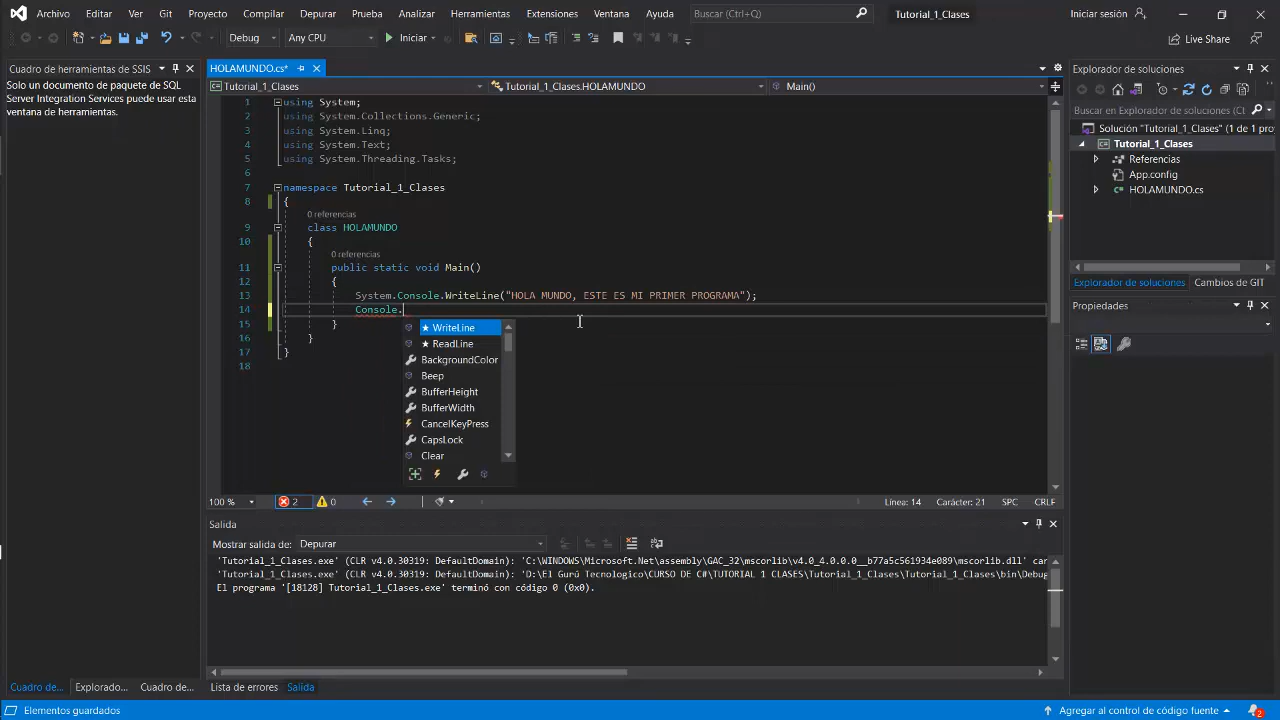 Archivo Editar Ver Git Proyecto Compilar Depurar Prueba Analizar Herramientas Extensiones Ventana Ayuda Buscar (Ctrl+Q) Tutorial_1_Clases Iniciar sesión
Debug Any CPU Iniciar Live Share
Cuadro de herramientas de SSIS
Solo un documento de paquete de SQL
Server Integration Services puede usar esta
ventana de herramientas.
HOLAMUNDO.cs*
Tutorial_1_Clases Tutorial_1_Clases.HOLAMUNDO Main()
1 using System;
2 using System.Collections.Generic;
3 using System.Linq;
4 using System.Text;
5 using System.Threading.Tasks;
6
7 namespace Tutorial_1_Clases
8 {
0 referencias
9 class HOLAMUNDO
10 {
0 referencias
11 public static void Main()
12 {
13 System.Console.WriteLine("HOLA MUNDO, ESTE ES MI PRIMER PROGRAMA");
14 Console.
15 }
16 }
17 }
18
★ WriteLine
★ ReadLine
BackgroundColor
Beep
BufferHeight
BufferWidth
CancelKeyPress
CapsLock
Clear
100 % 2 0 Línea: 14 Carácter: 21 SPC CRLF
Salida
Mostrar salida de: Depurar
'Tutorial_1_Clases.exe' (CLR v4.0.30319: DefaultDomain): 'C:\WINDOWS\Microsoft.Net\assembly\GAC_32\mscorlib\v4.0_4.0.0.0__b77a5c561934e089\mscorlib.dll' car
'Tutorial_1_Clases.exe' (CLR v4.0.30319: DefaultDomain): 'D:\El Gurú Tecnologico\CURSO DE C#\TUTORIAL 1 CLASES\Tutorial_1_Clases\Tutorial_1_Clases\bin\Debug
El programa '[18128] Tutorial_1_Clases.exe' terminó con código 0 (0x0).
Cuadro de... Explorado... Cuadro de... Lista de errores Salida
Explorador de soluciones
Buscar en Explorador de soluciones (Ct
Solución "Tutorial_1_Clases" (1 de 1 pro
Tutorial_1_Clases
Referencias
App.config
HOLAMUNDO.cs
Explorador de soluciones Cambios de GIT
Propiedades
Elementos guardados Agregar al control de código fuente 2